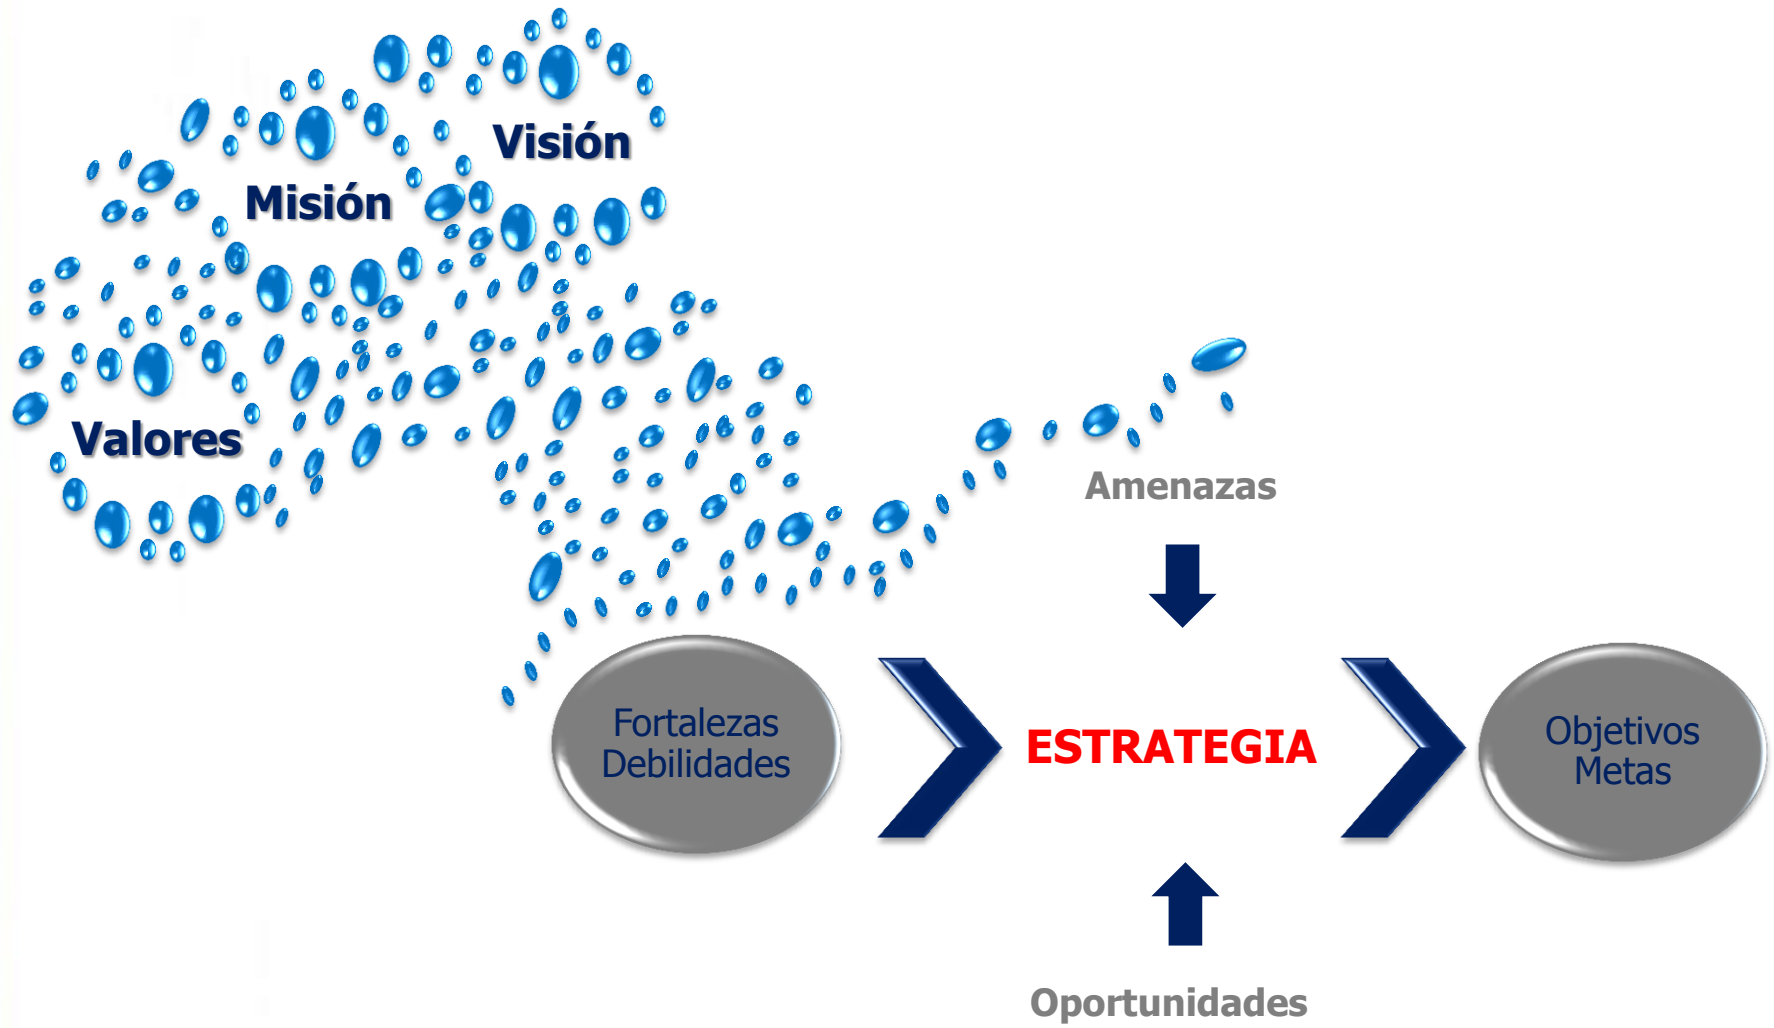 Visión
Misión
Valores
Amenazas
Fortalezas
Debilidades
ESTRATEGIA
Objetivos
Metas
Oportunidades